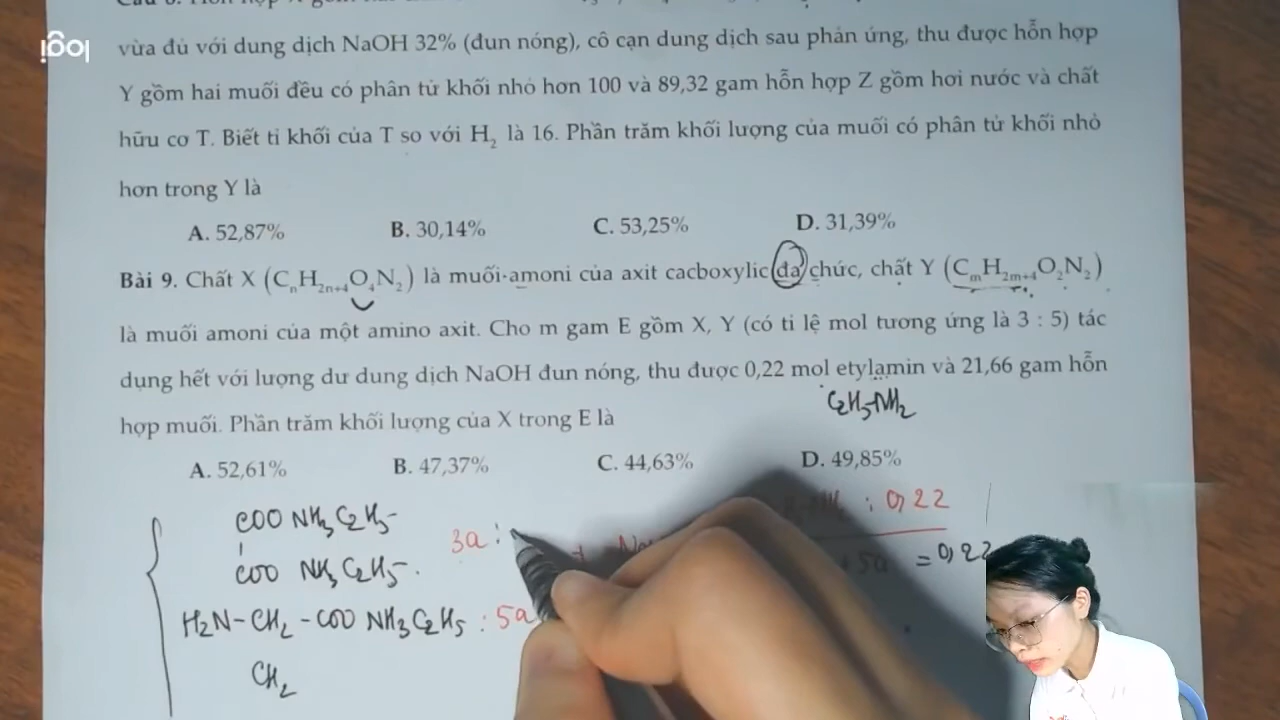 logi
vừa đủ với dung dịch NaOH 32% (đun nóng), cô cạn dung dịch sau phản ứng, thu được hỗn hợp
Y gồm hai muối đều có phân tử khối nhỏ hơn 100 và 89,32 gam hỗn hợp Z gồm hơi nước và chất
hữu cơ T. Biết tỉ khối của T so với H₂ là 16. Phần trăm khối lượng của muối có phân tử khối nhỏ
hơn trong Y là
A. 52,87% B. 30,14% C. 53,25% D. 31,39%
Bài 9. Chất X (CₙH₂ₙ₊₄O₄N₂) là muối amoni của axit cacboxylic đa chức, chất Y (CₘH₂ₘ₊₄O₂N₂)
là muối amoni của một amino axit. Cho m gam E gồm X, Y (có tỉ lệ mol tương ứng là 3 : 5) tác
dụng hết với lượng dư dung dịch NaOH đun nóng, thu được 0,22 mol etylamin và 21,66 gam hỗn
C₂H₅-NH₂
hợp muối. Phần trăm khối lượng của X trong E là
A. 52,61% B. 47,37% C. 44,63% D. 49,85%
COO NH₃C₂H₅
3a : : 0,22
COO NH₃C₂H₅ + 5a = 0,22
H₂N-CH₂-COO NH₃C₂H₅ : 5a
CH₂